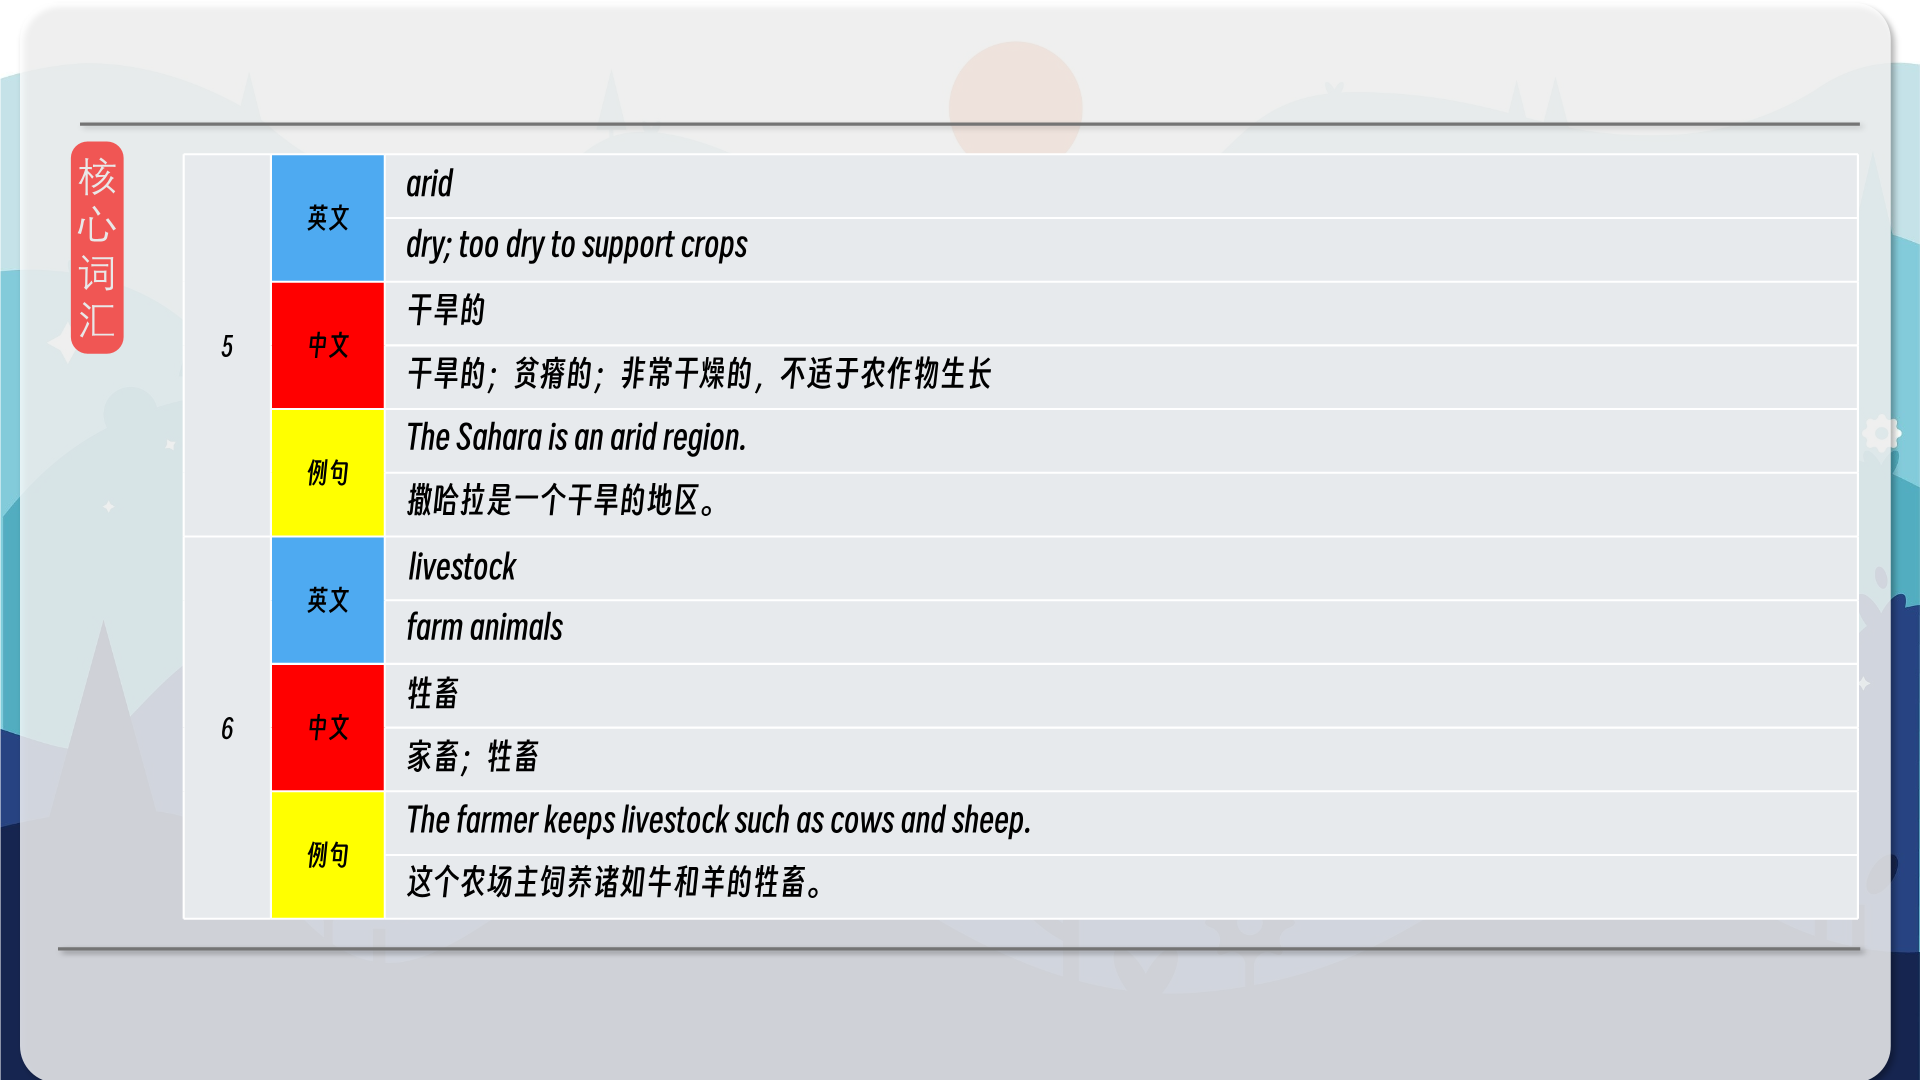 核
心
词
汇
5
英文
arid
dry; too dry to support crops
中文
干旱的
干旱的；贫瘠的；非常干燥的，不适于农作物生长
例句
The Sahara is an arid region.
撒哈拉是一个干旱的地区。
6
英文
livestock
farm animals
中文
牲畜
家畜；牲畜
例句
The farmer keeps livestock such as cows and sheep.
这个农场主饲养诸如牛和羊的牲畜。